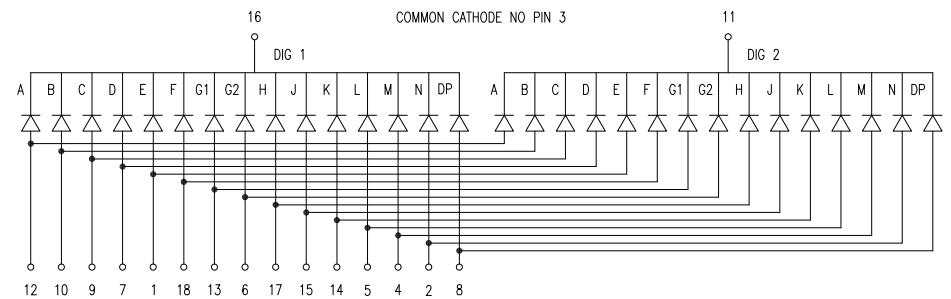 16 COMMON CATHODE NO PIN 3 11
DIG 1 DIG 2
A B C D E F G1 G2 H J K L M N DP A B C D E F G1 G2 H J K L M N DP
12 10 9 7 1 18 13 6 17 15 14 5 4 2 8